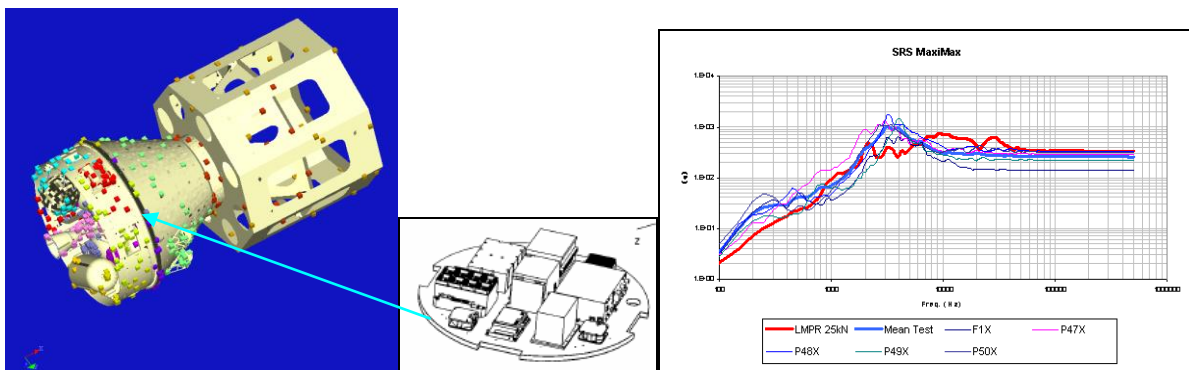 Z
SRS MaxiMax
1.E+04
1.E+03
1.E+02
1.E+01
1.E+00
(g)
100 1000 10000 100000
Freq. (Hz)
LMPR 25kN Mean Test F1X P47X
P48X P49X P50X